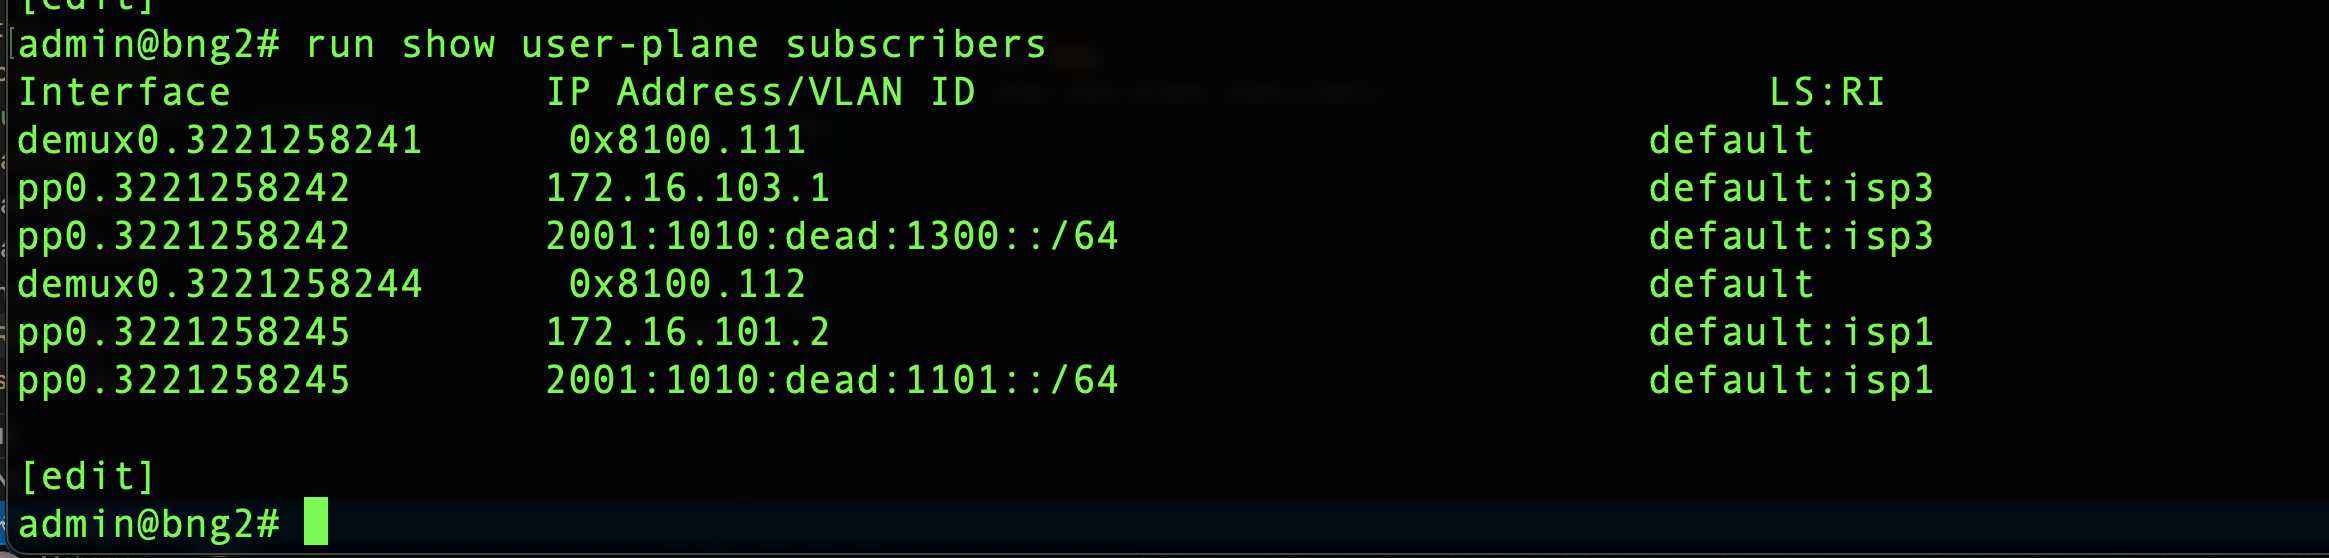 [edit]
admin@bng2# run show user-plane subscribers
Interface             IP Address/VLAN ID                                 LS:RI
demux0.3221258241      0x8100.111                                   default
pp0.3221258242        172.16.103.1                                  default:isp3
pp0.3221258242        2001:1010:dead:1300::/64                      default:isp3
demux0.3221258244      0x8100.112                                   default
pp0.3221258245        172.16.101.2                                  default:isp1
pp0.3221258245        2001:1010:dead:1101::/64                      default:isp1
[edit]
admin@bng2#